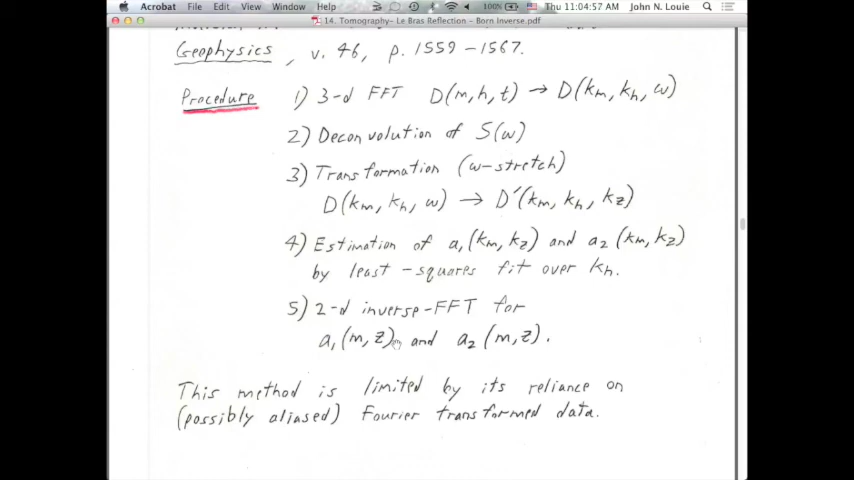 Acrobat File Edit View Window Help 100% Thu 11:04:57 AM John N. Louie
14. Tomography- Le Bras Reflection - Born Inverse.pdf
Geophysics, v. 46, p. 1559-1567.
Procedure 1) 3-d FFT D(m, h, t) → D(km, kh, w)
2) Deconvolution of S(w)
3) Transformation (w-stretch)
D(km, kh, w) → D'(km, kh, kz)
4) Estimation of a1(km, kz) and a2(km, kz)
by least-squares fit over kh.
5) 2-d inverse-FFT for
a1(m, z) and a2(m, z).
This method is limited by its reliance on
(possibly aliased) Fourier transformed data.